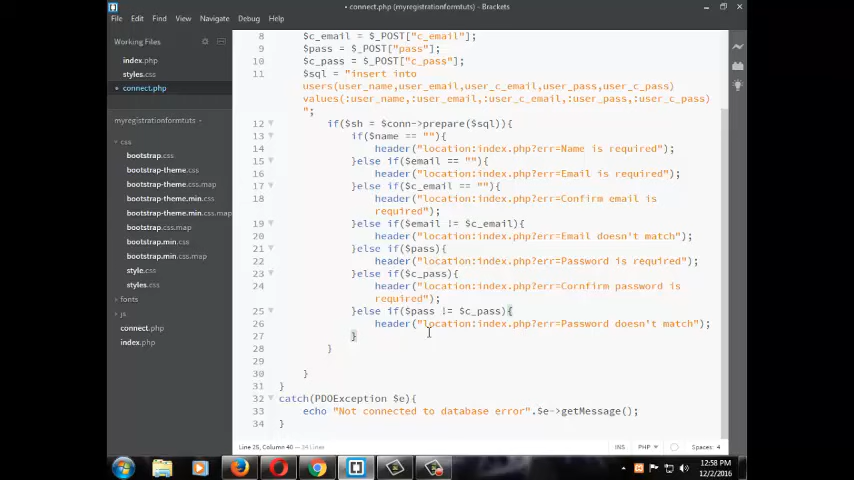 • connect.php (myregistrationformtuts) - Brackets
File Edit Find View Navigate Debug Help
Working Files
index.php
styles.css
connect.php
myregistrationformtuts
css
bootstrap.css
bootstrap-theme.css
bootstrap-theme.css.map
bootstrap-theme.min.css
bootstrap-theme.min.css.map
bootstrap.css.map
bootstrap.min.css
bootstrap.min.css.map
style.css
styles.css
fonts
js
connect.php
index.php
8 $c_email = $_POST["c_email"];
9 $pass = $_POST["pass"];
10 $c_pass = $_POST["c_pass"];
11 $sql = "insert into
users(user_name,user_email,user_c_email,user_pass,user_c_pass)
values(:user_name,:user_email,:user_c_email,:user_pass,:user_c_pass)
";
12 if($sh = $conn->prepare($sql)){
13 if($name == ""){
14 header("location:index.php?err=Name is required");
15 }else if($email == ""){
16 header("location:index.php?err=Email is required");
17 }else if($c_email == ""){
18 header("location:index.php?err=Confirm email is
required");
19 }else if($email != $c_email){
20 header("location:index.php?err=Email doesn't match");
21 }else if($pass){
22 header("location:index.php?err=Password is required");
23 }else if($c_pass){
24 header("location:index.php?err=Cornfirm password is
required");
25 }else if($pass != $c_pass){
26 header("location:index.php?err=Password doesn't match");
27 }
28 }
29
30 }
31 }
32 catch(PDOException $e){
33 echo "Not connected to database error".$e->getMessage();
34 }
Line 25, Column 40 — 34 Lines
INS PHP Spaces: 4
12:58 PM
12/2/2016